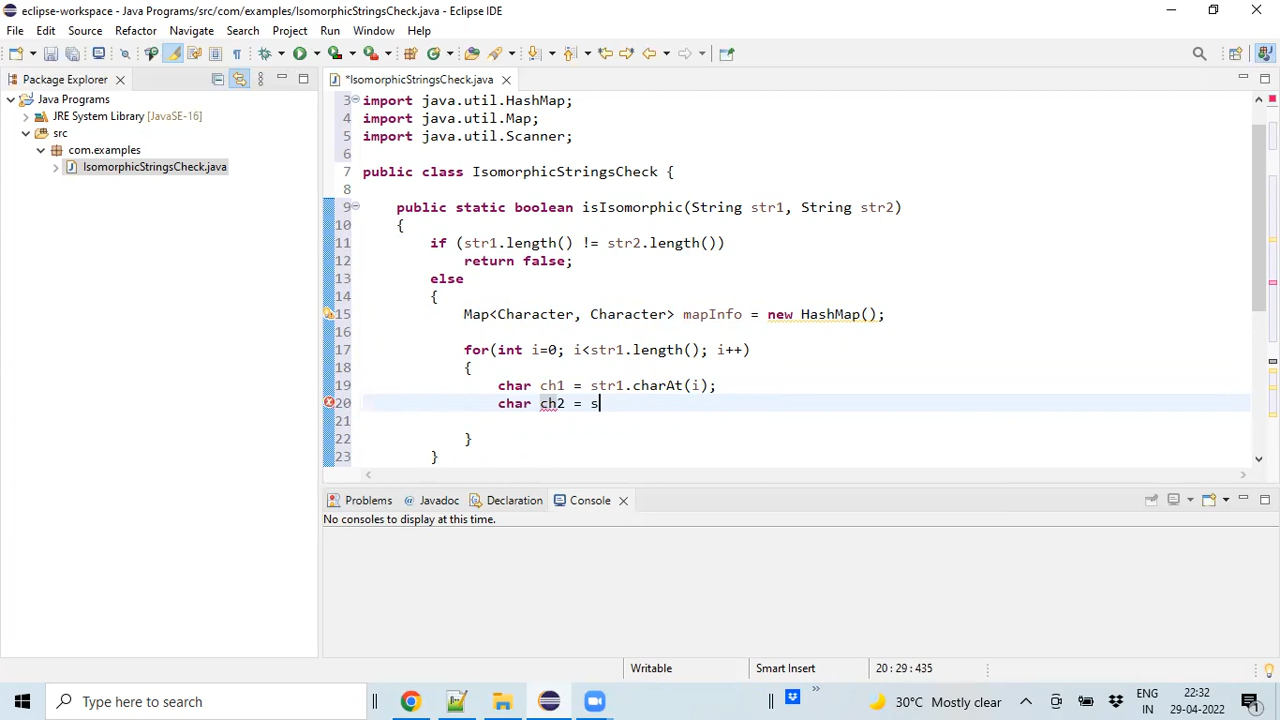 eclipse-workspace - Java Programs/src/com/examples/IsomorphicStringsCheck.java - Eclipse IDE
File Edit Source Refactor Navigate Search Project Run Window Help
Package Explorer
*IsomorphicStringsCheck.java
Java Programs
JRE System Library [JavaSE-16]
src
com.examples
IsomorphicStringsCheck.java
3 import java.util.HashMap;
4 import java.util.Map;
5 import java.util.Scanner;
6
7 public class IsomorphicStringsCheck {
8
9 public static boolean isIsomorphic(String str1, String str2)
10 {
11 if (str1.length() != str2.length())
12 return false;
13 else
14 {
15 Map<Character, Character> mapInfo = new HashMap();
16
17 for(int i=0; i<str1.length(); i++)
18 {
19 char ch1 = str1.charAt(i);
20 char ch2 = s
21
22 }
23 }
Problems @ Javadoc Declaration Console
No consoles to display at this time.
Writable Smart Insert 20 : 29 : 435
Type here to search
30°C Mostly clear
ENG
IN
22:32
29-04-2022
1